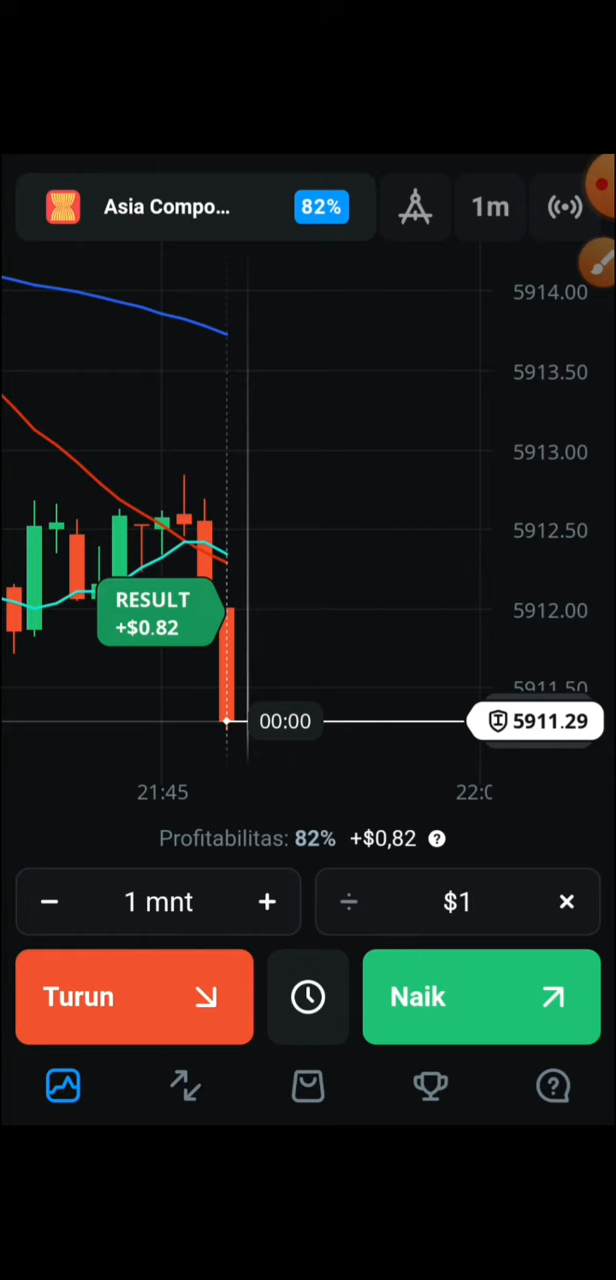 Asia Compo...
82%
1m
5914.00
5913.50
5913.00
5912.50
5912.00
5911.50
RESULT
+$0.82
00:00
5911.29
21:45
22:0
Profitabilitas: 82% +$0,82 ?
− 1 mnt +
÷ $1 ×
Turun
Naik